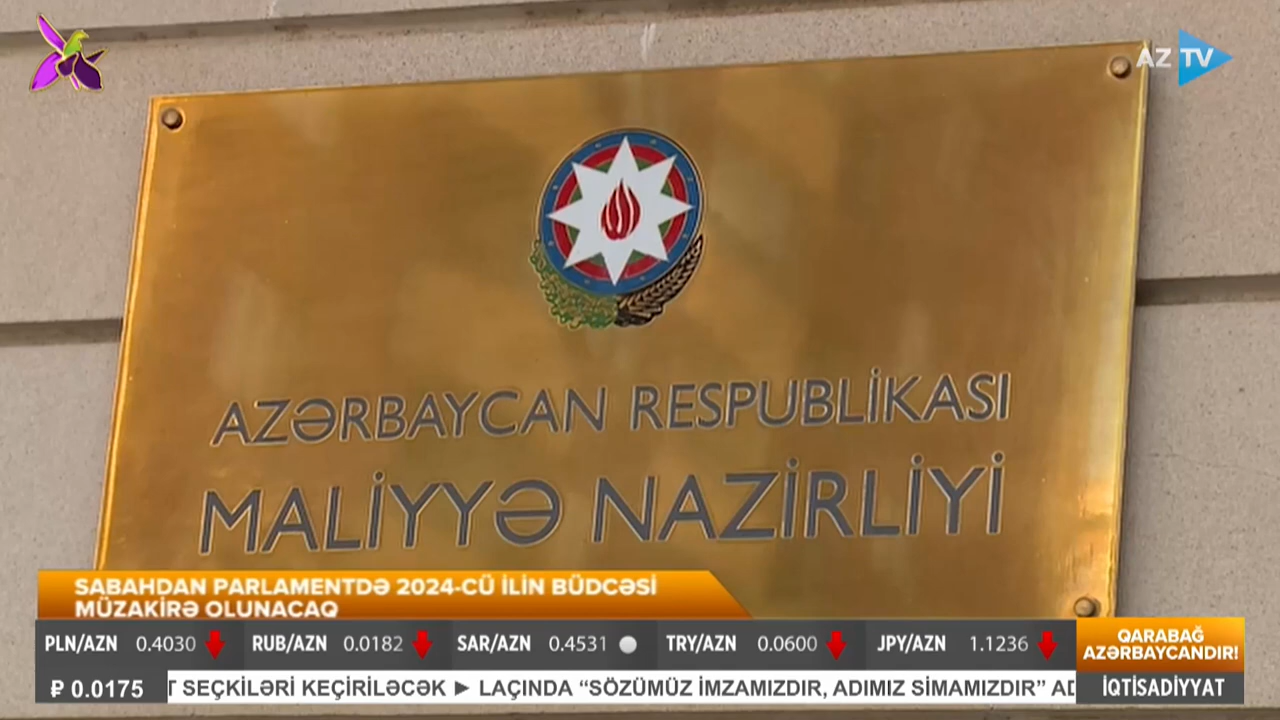 AZ TV
AZƏRBAYCAN RESPUBLİKASI
MALİYYƏ NAZİRLİYİ
SABAHDAN PARLAMENTDƏ 2024-CÜ İLİN BÜDCƏSİ
MÜZAKİRƏ OLUNACAQ
PLN/AZN 0.4030 RUB/AZN 0.0182 SAR/AZN 0.4531 TRY/AZN 0.0600 JPY/AZN 1.1236
QARABAĞ
AZƏRBAYCANDIR!
₽ 0.0175 T SEÇKİLƏRİ KEÇİRİLƏCƏK ► LAÇINDA “SÖZÜMÜZ İMZAMIZDIR, ADIMIZ SİMAMIZDIR” AD
İQTİSADİYYAT